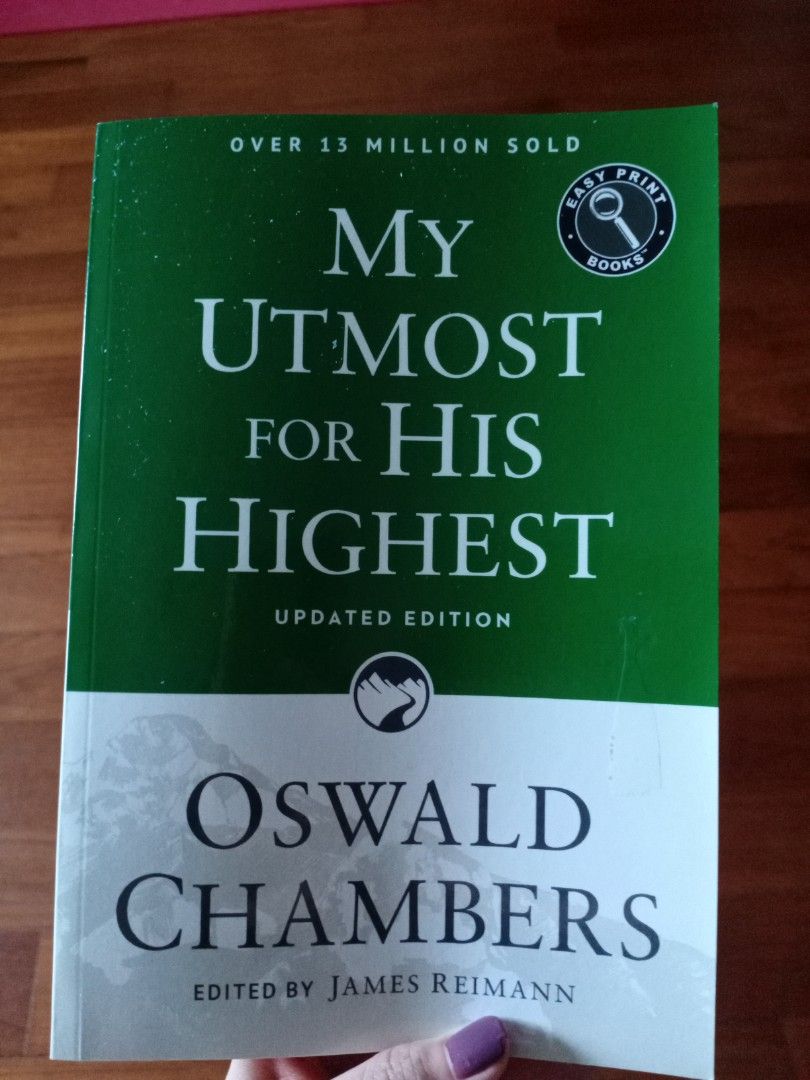 OVER 13 MILLION SOLD
EASY PRINT
BOOKS™
MY
UTMOST
FOR HIS
HIGHEST
UPDATED EDITION
OSWALD
CHAMBERS
EDITED BY JAMES REIMANN